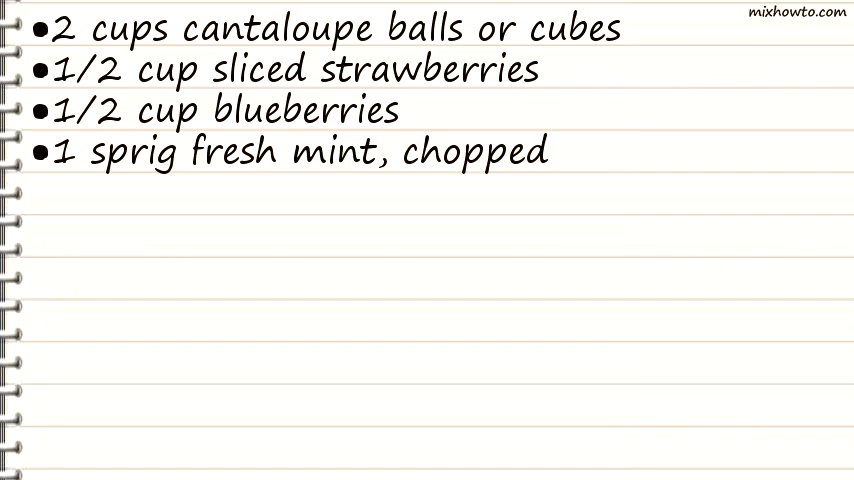 mixhowto.com
•2 cups cantaloupe balls or cubes
•1/2 cup sliced strawberries
•1/2 cup blueberries
•1 sprig fresh mint, chopped